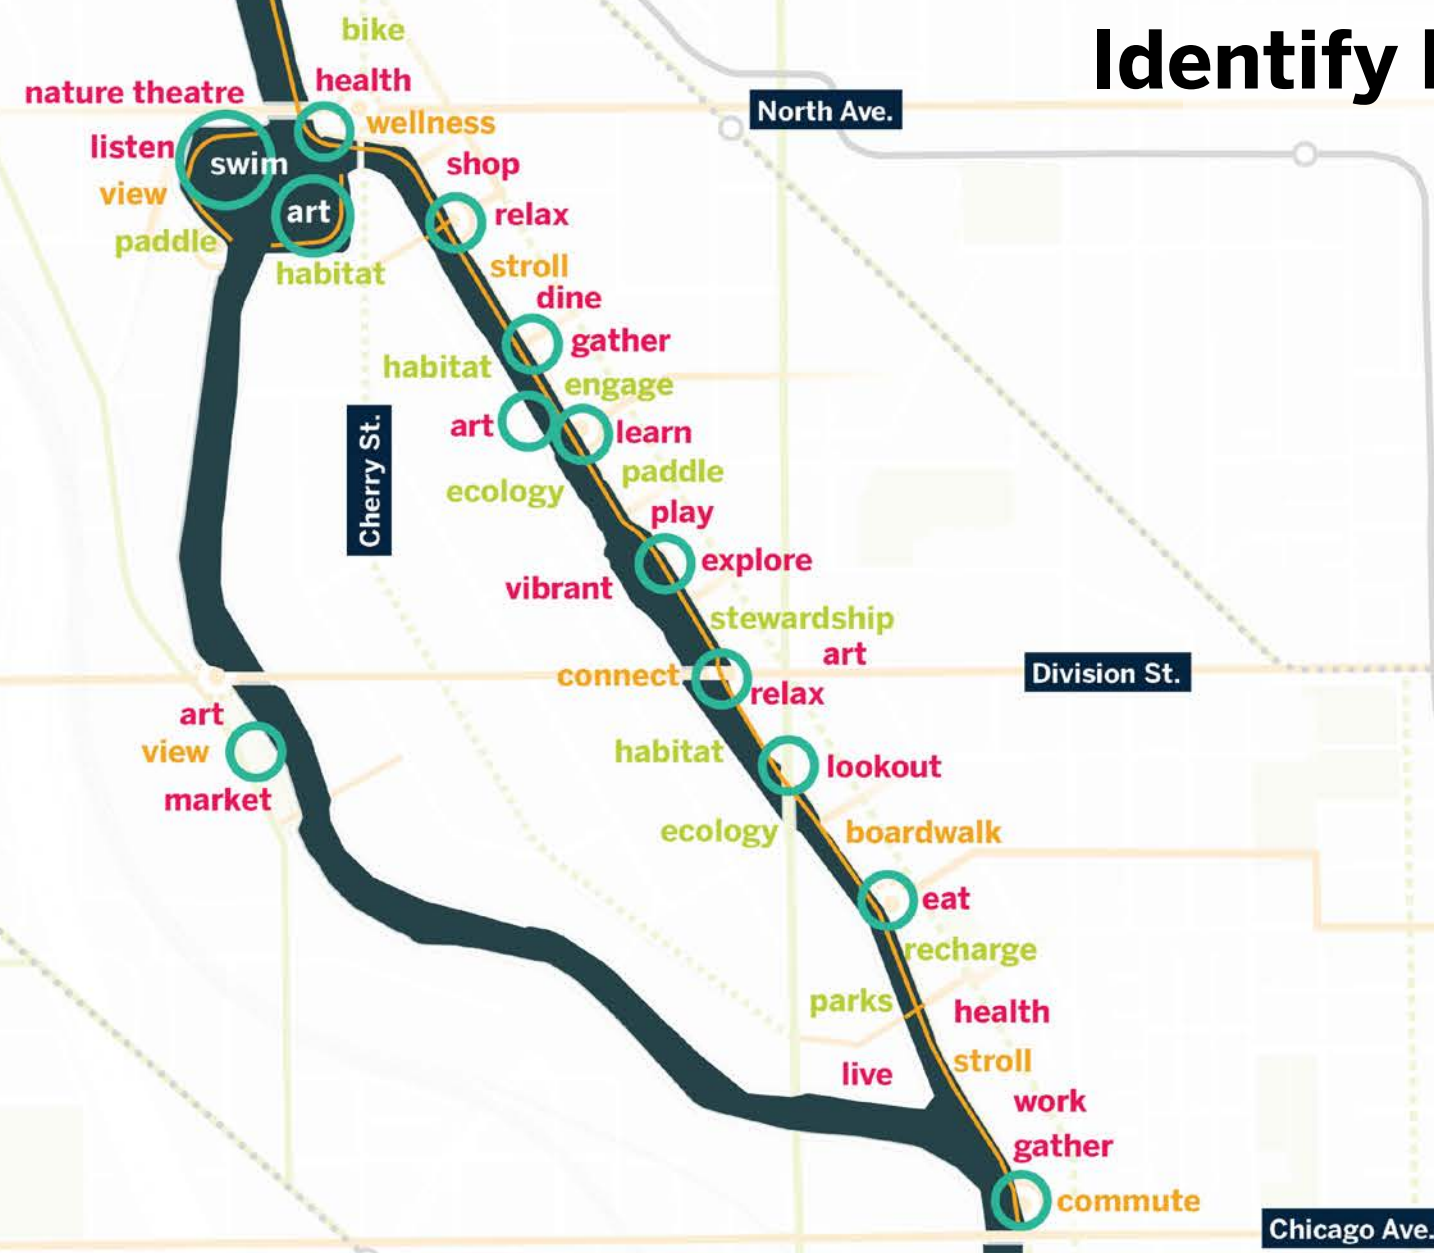 Identify
bike
health
nature theatre
North Ave.
wellness
listen
swim
shop
view
art
relax
paddle
stroll
habitat
dine
gather
habitat
engage
art
learn
Cherry St.
paddle
ecology
play
explore
vibrant
stewardship
art
connect
Division St.
relax
art
view
habitat
lookout
market
ecology
boardwalk
eat
recharge
parks
health
stroll
live
work
gather
commute
Chicago Ave.